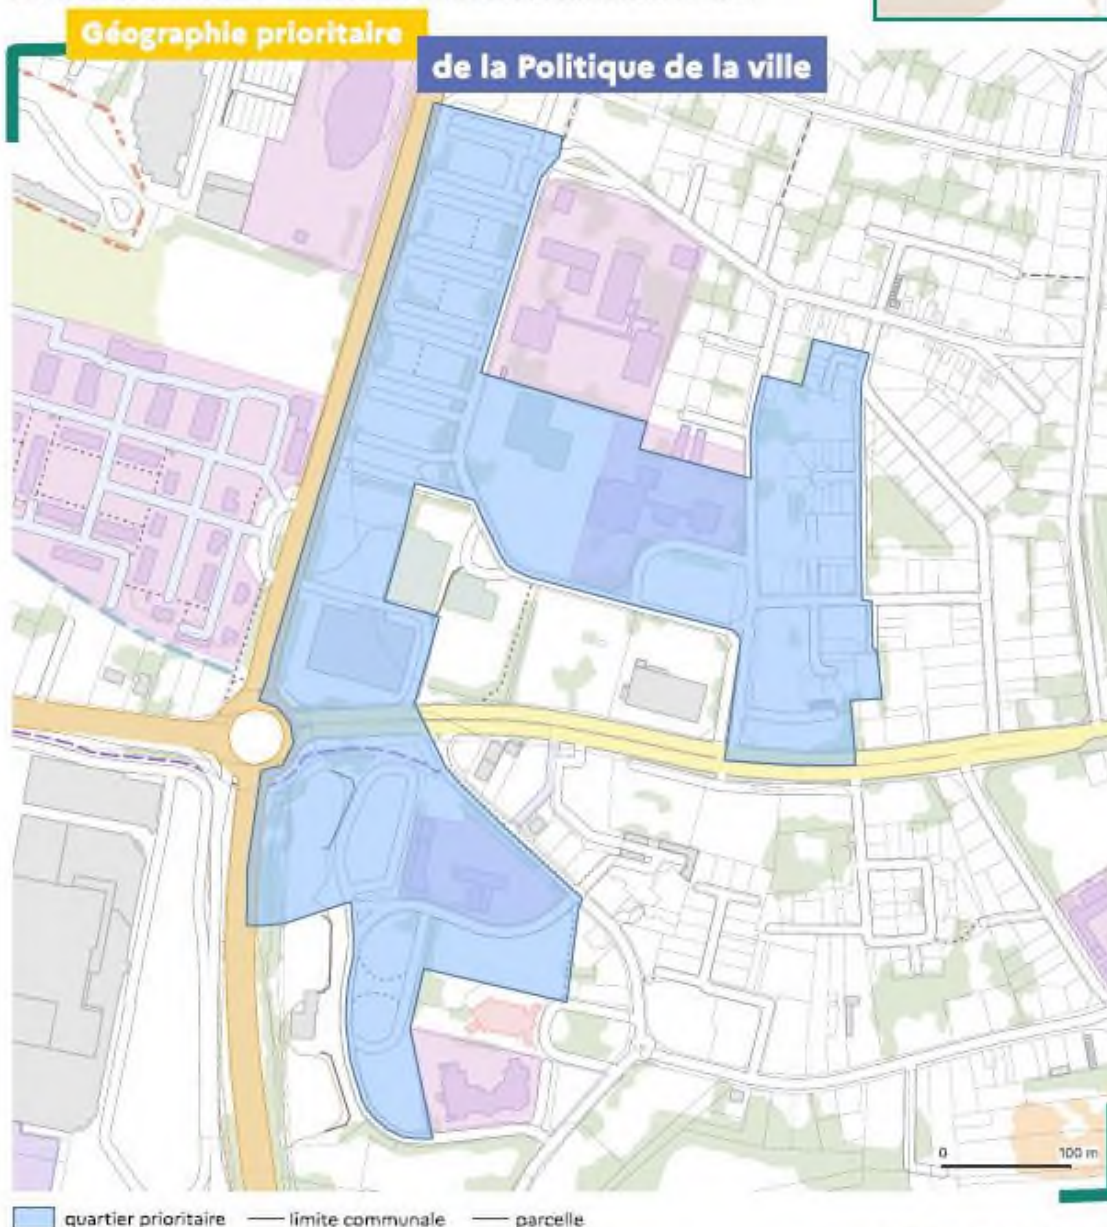 Géographie prioritaire
de la Politique de la ville
0 100 m
quartier prioritaire limite communale parcelle